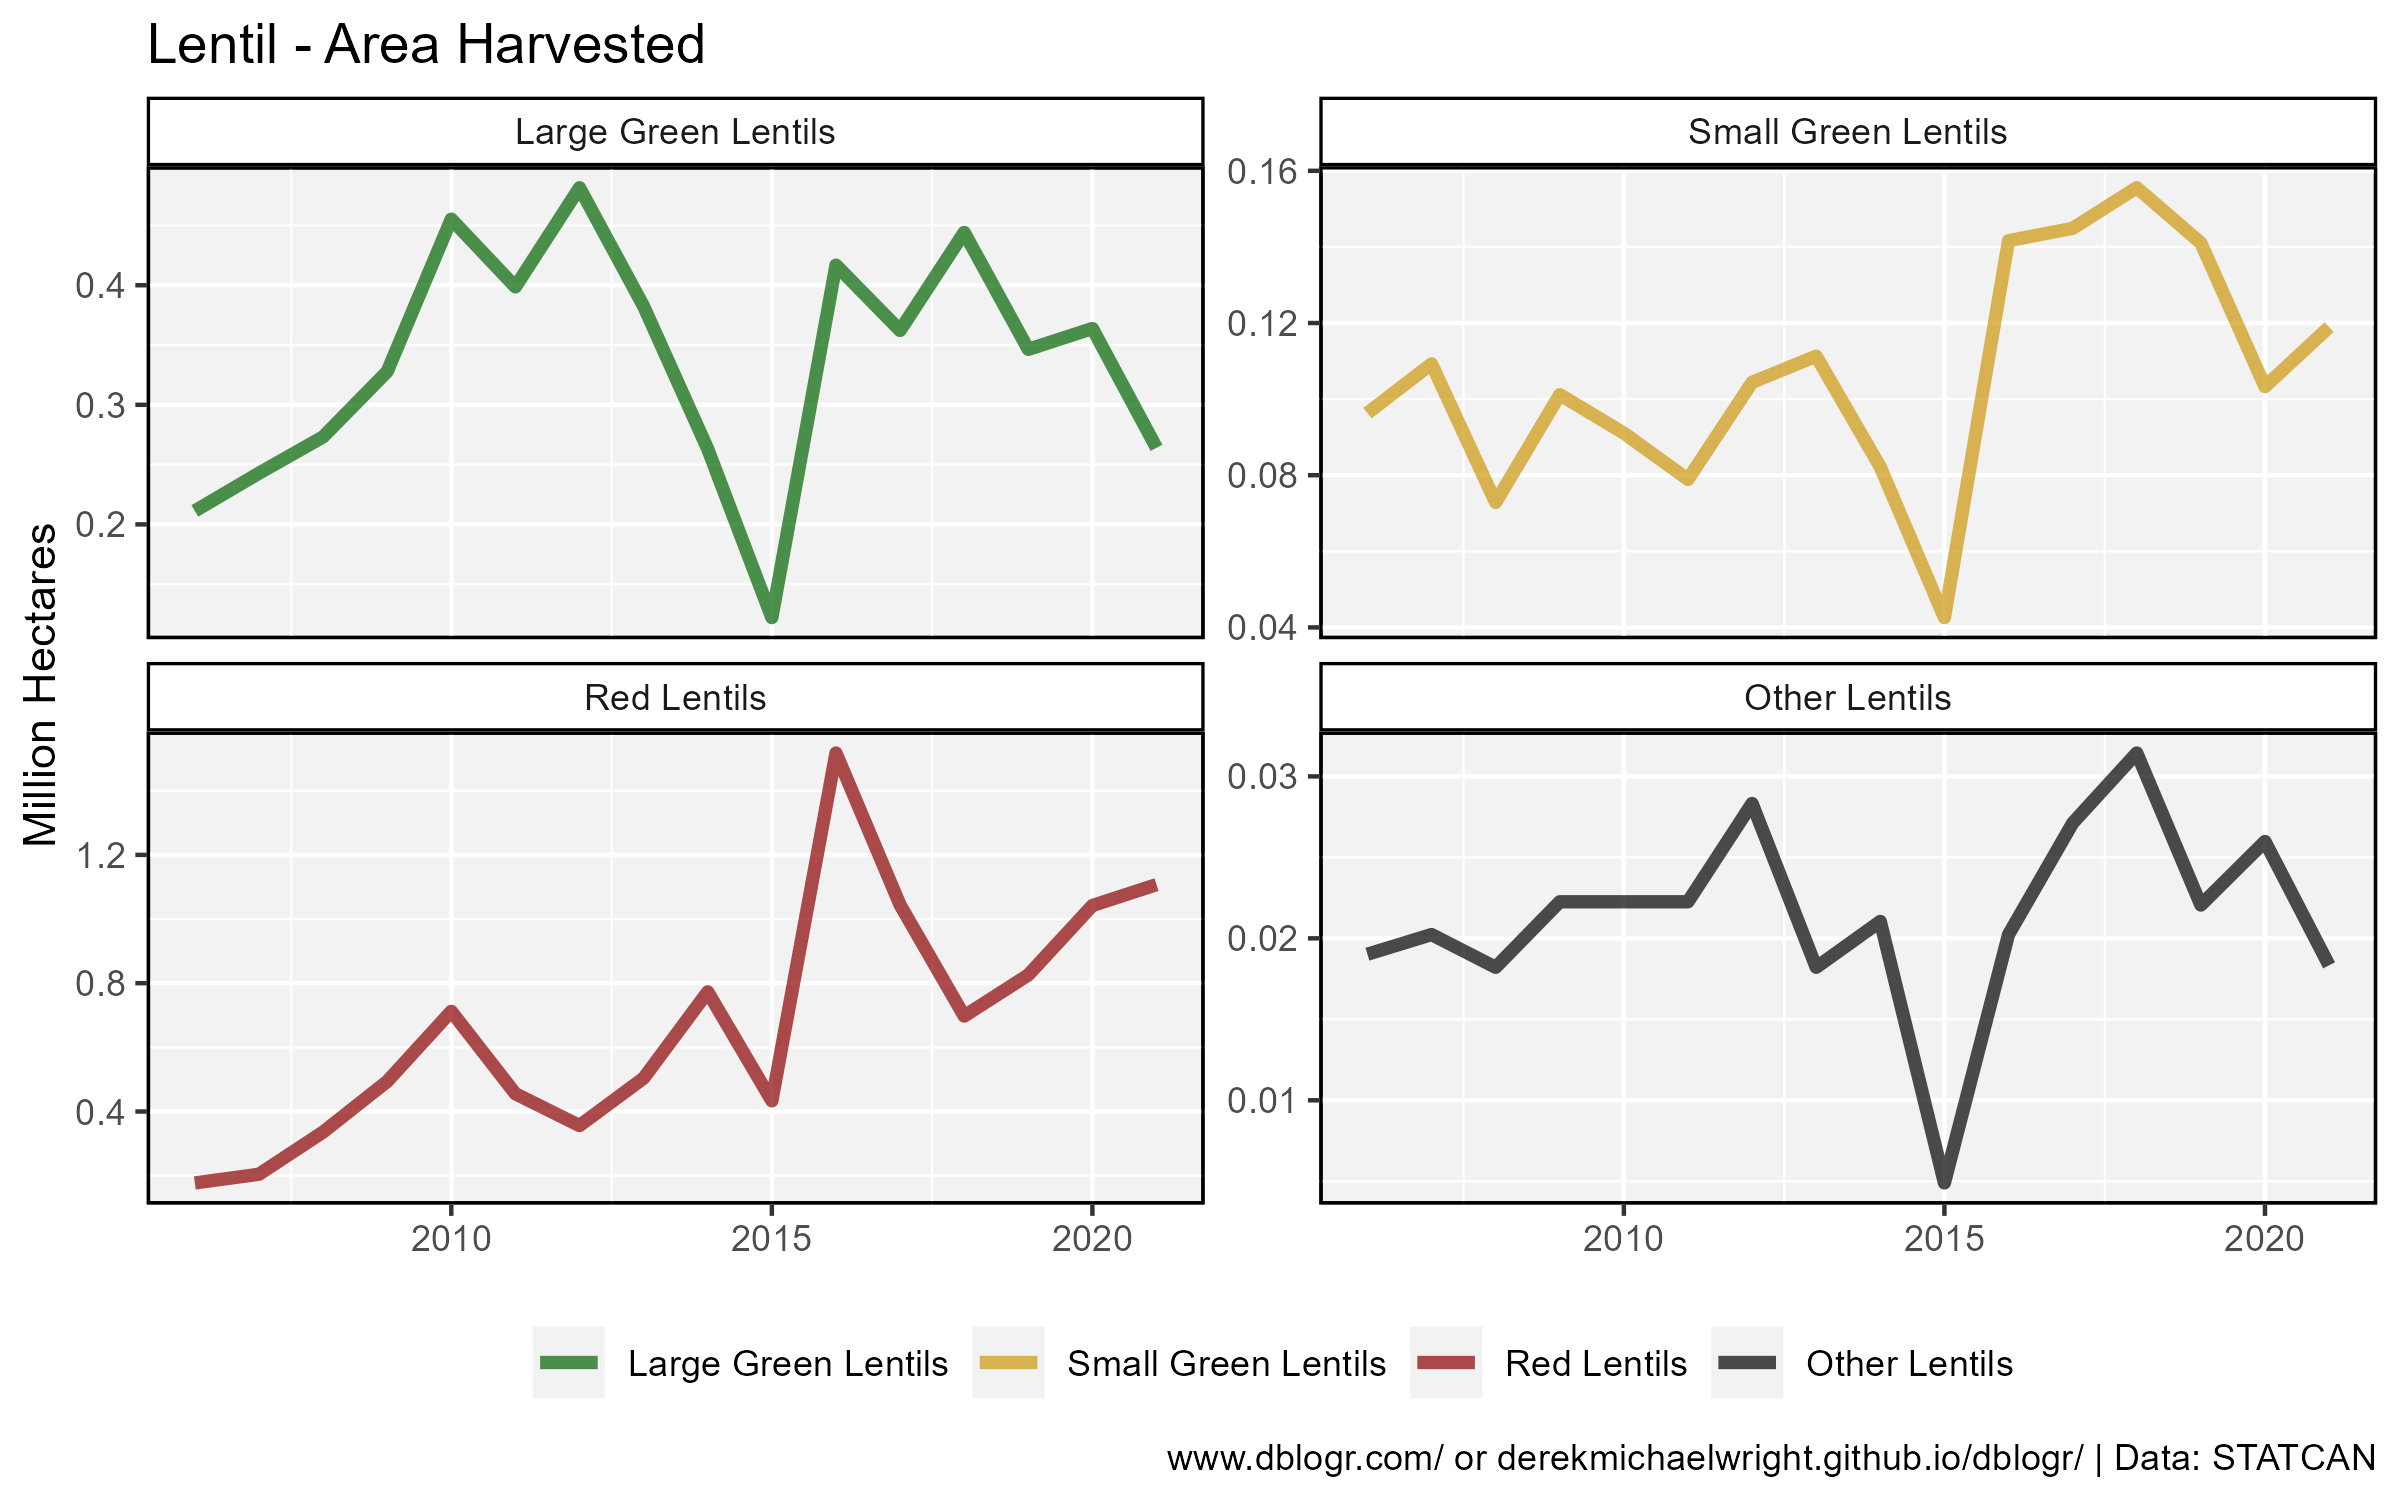 Lentil - Area Harvested
Large Green Lentils
Small Green Lentils
0.4
0.3
0.2
0.16
0.12
0.08
0.04
Million Hectares
Red Lentils
Other Lentils
1.2
0.8
0.4
0.03
0.02
0.01
2010 2015 2020
2010 2015 2020
Large Green Lentils Small Green Lentils Red Lentils Other Lentils
www.dblogr.com/ or derekmichaelwright.github.io/dblogr/ | Data: STATCAN